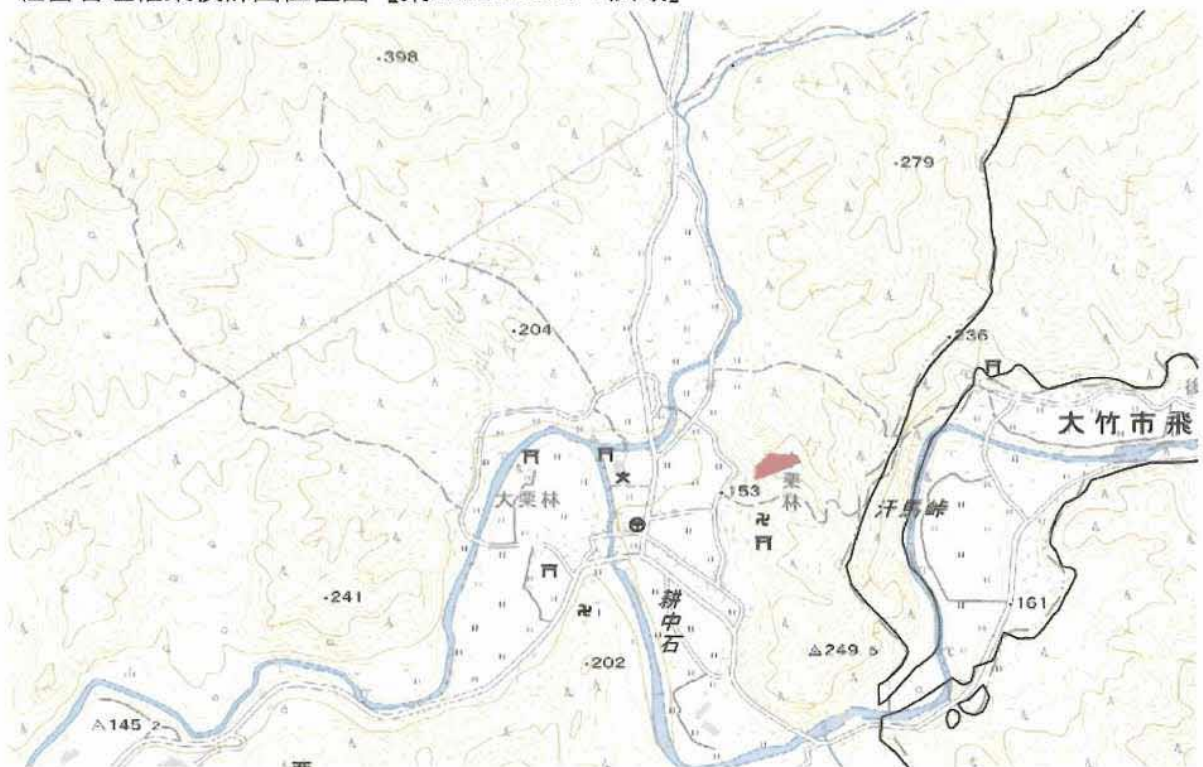 ・398
・279
・204
・236
大竹市飛
大栗林
・153
栗林
汗馬峠
・241
耕中石
・161
・202
△249.5
△145.2